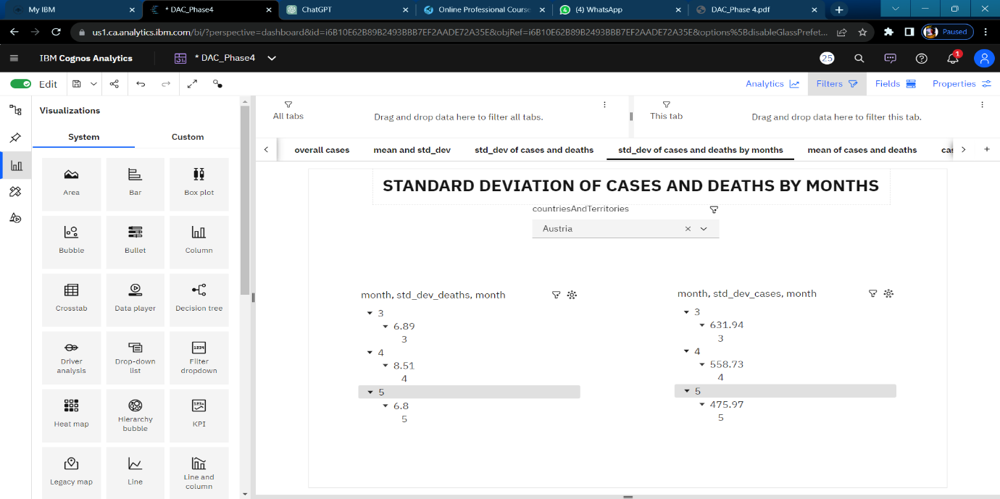 My IBM
* DAC_Phase4
ChatGPT
Online Professional Course
(4) WhatsApp
DAC_Phase 4.pdf
us1.ca.analytics.ibm.com/bi/?perspective=dashboard&id=i6B10E62B89B2493BBB7EF2AADE72A35E&objRef=i6B10E62B89B2493BBB7EF2AADE72A35E&options%5BdisableGlassPrefet...
Paused
IBM Cognos Analytics
* DAC_Phase4
25
1
Edit
Analytics
Filters
Fields
Properties
Visualizations
System
Custom
Area
Bar
Box plot
Bubble
Bullet
Column
Crosstab
Data player
Decision tree
Driver
analysis
Drop-down
list
Filter
dropdown
Heat map
Hierarchy
bubble
KPI
Legacy map
Line
Line and
column
All tabs
Drag and drop data here to filter all tabs.
This tab
Drag and drop data here to filter this tab.
overall cases
mean and std_dev
std_dev of cases and deaths
std_dev of cases and deaths by months
mean of cases and deaths
STANDARD DEVIATION OF CASES AND DEATHS BY MONTHS
countriesAndTerritories
Austria
month, std_dev_deaths, month
3
6.89
3
4
8.51
4
5
6.8
5
month, std_dev_cases, month
3
631.94
3
4
558.73
4
5
475.97
5